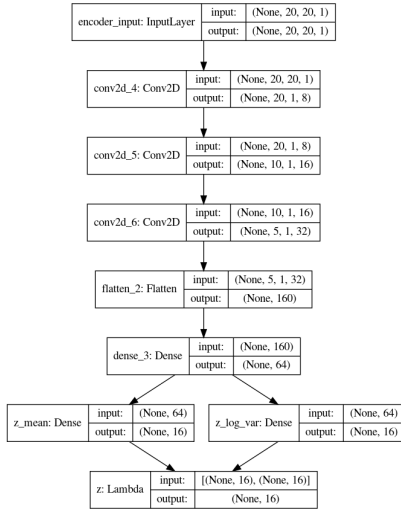 encoder_input: InputLayer input: (None, 20, 20, 1)
output: (None, 20, 20, 1)
conv2d_4: Conv2D input: (None, 20, 20, 1)
output: (None, 20, 1, 8)
conv2d_5: Conv2D input: (None, 20, 1, 8)
output: (None, 10, 1, 16)
conv2d_6: Conv2D input: (None, 10, 1, 16)
output: (None, 5, 1, 32)
flatten_2: Flatten input: (None, 5, 1, 32)
output: (None, 160)
dense_3: Dense input: (None, 160)
output: (None, 64)
z_mean: Dense input: (None, 64)
output: (None, 16)
z_log_var: Dense input: (None, 64)
output: (None, 16)
z: Lambda input: [(None, 16), (None, 16)]
output: (None, 16)